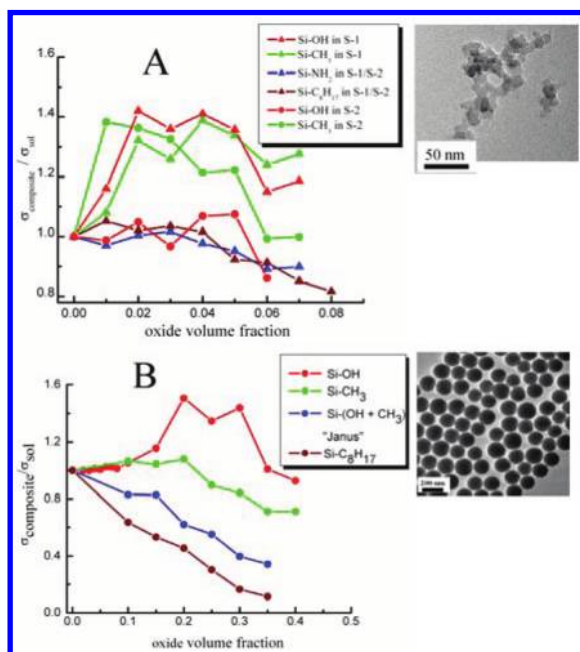 A
Si-OH in S-1
Si-CH3 in S-1
Si-NH2 in S-1/S-2
Si-C8H17 in S-1/S-2
Si-OH in S-2
Si-CH3 in S-2
σcomposite / σsol
1.6
1.4
1.2
1.0
0.8
0.00 0.02 0.04 0.06 0.08
oxide volume fraction
50 nm
B
Si-OH
Si-CH3
Si-(OH + CH3)
"Janus"
Si-C8H17
σcomposite/σsol
1.6
1.2
0.8
0.4
0.0
0.0 0.1 0.2 0.3 0.4 0.5
oxide volume fraction
200 nm